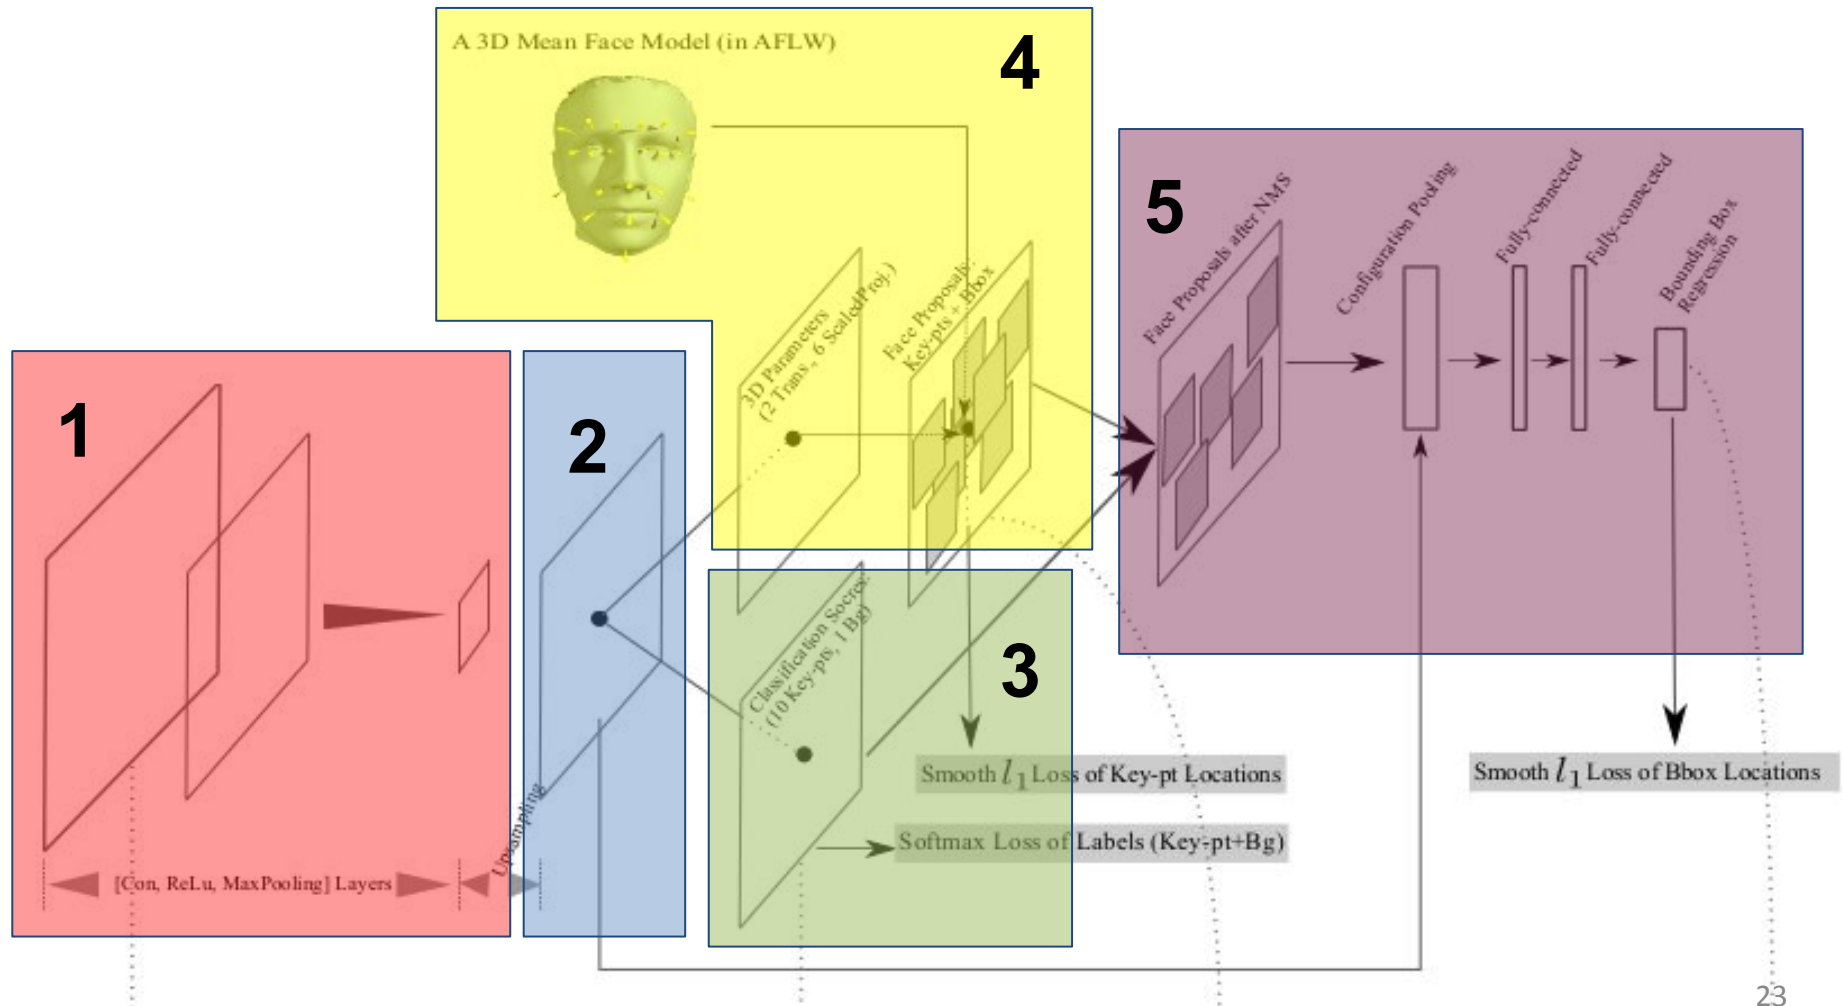 A 3D Mean Face Model (in AFLW)
4
5
1
2
3
3D Parameters
(2 Trans., 6 ScaledProj.)
Face Proposals:
Key-pts + Bbox
Face Proposals after NMS
Configuration Pooling
Fully-connected
Fully-connected
Bounding Box
Regression
Classification Socres:
(10 Key-pts, 1 Bg)
Upsampling
[Con, ReLu, MaxPooling] Layers
Smooth l1 Loss of Key-pt Locations
Softmax Loss of Labels (Key-pt+Bg)
Smooth l1 Loss of Bbox Locations
23